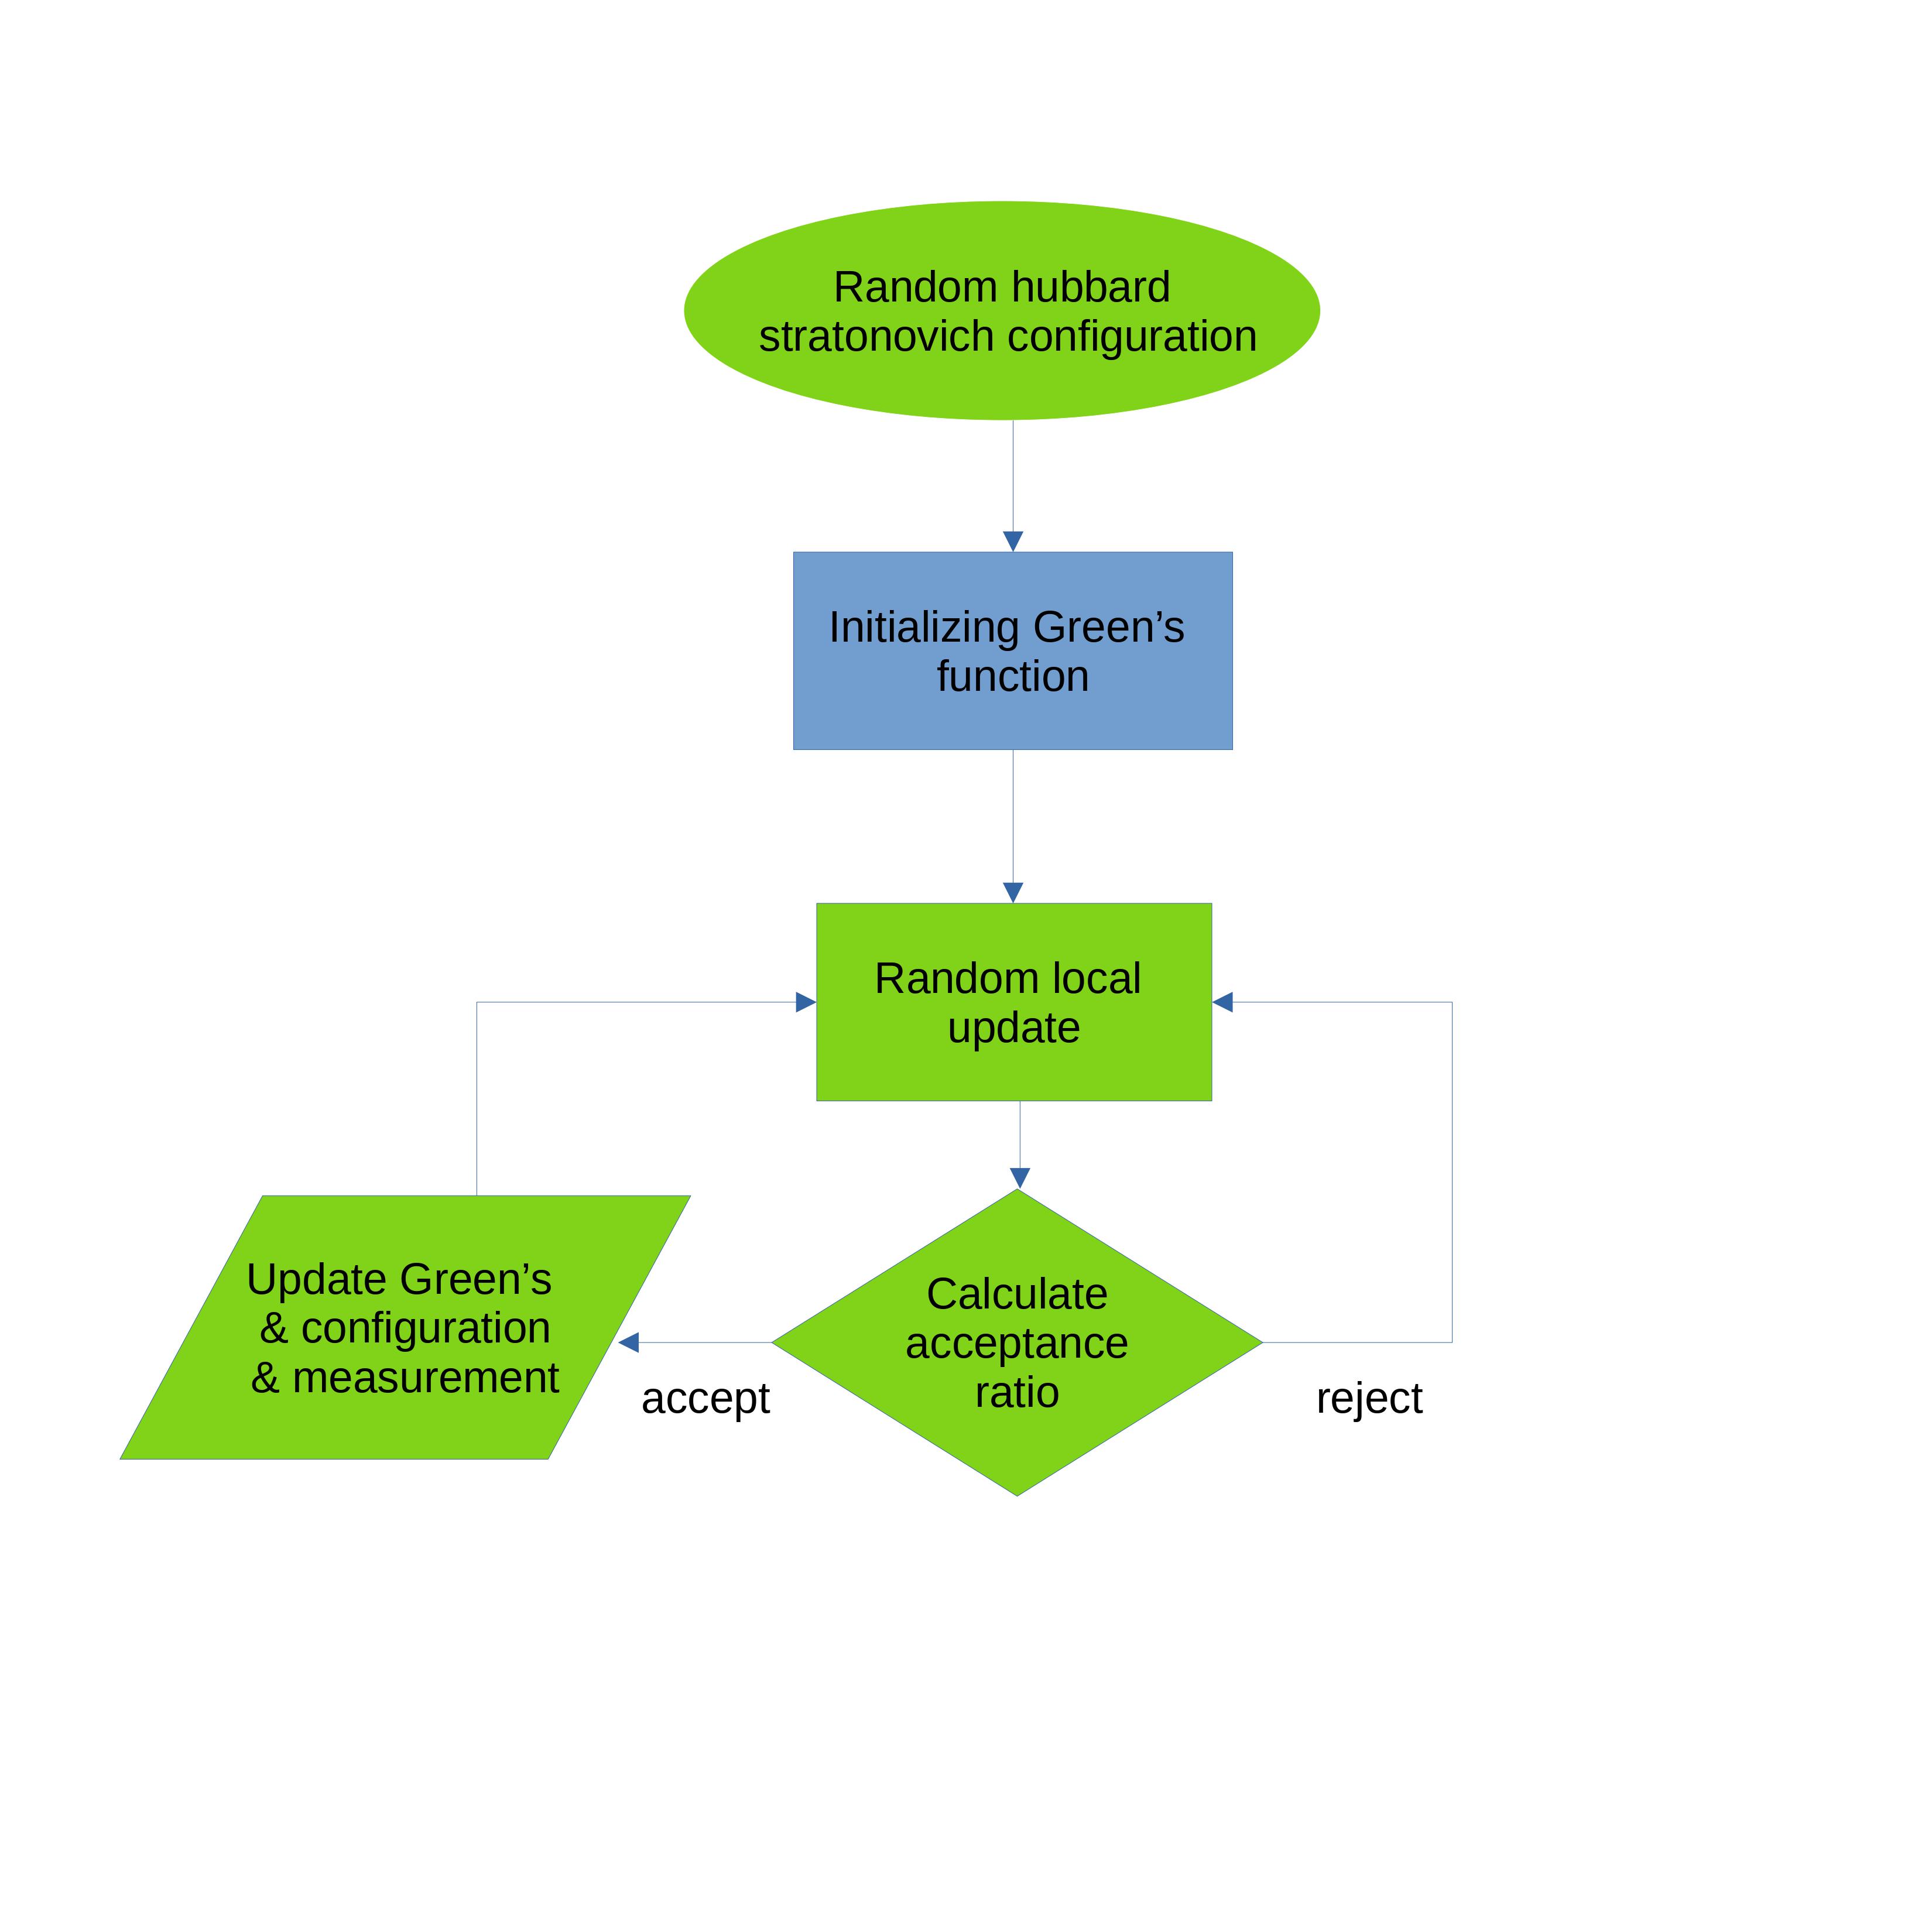 Random hubbard
stratonovich configuration
Initializing Green’s
function
Random local
update
Update Green’s
& configuration
& measurement
accept
Calculate
acceptance
ratio
reject